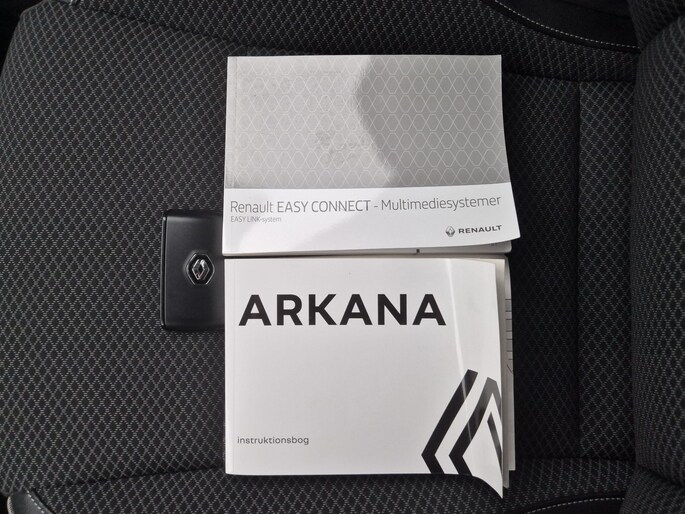 Renault EASY CONNECT - Multimediesystemer
EASY LINK system
RENAULT
ARKANA
instruktionsbog